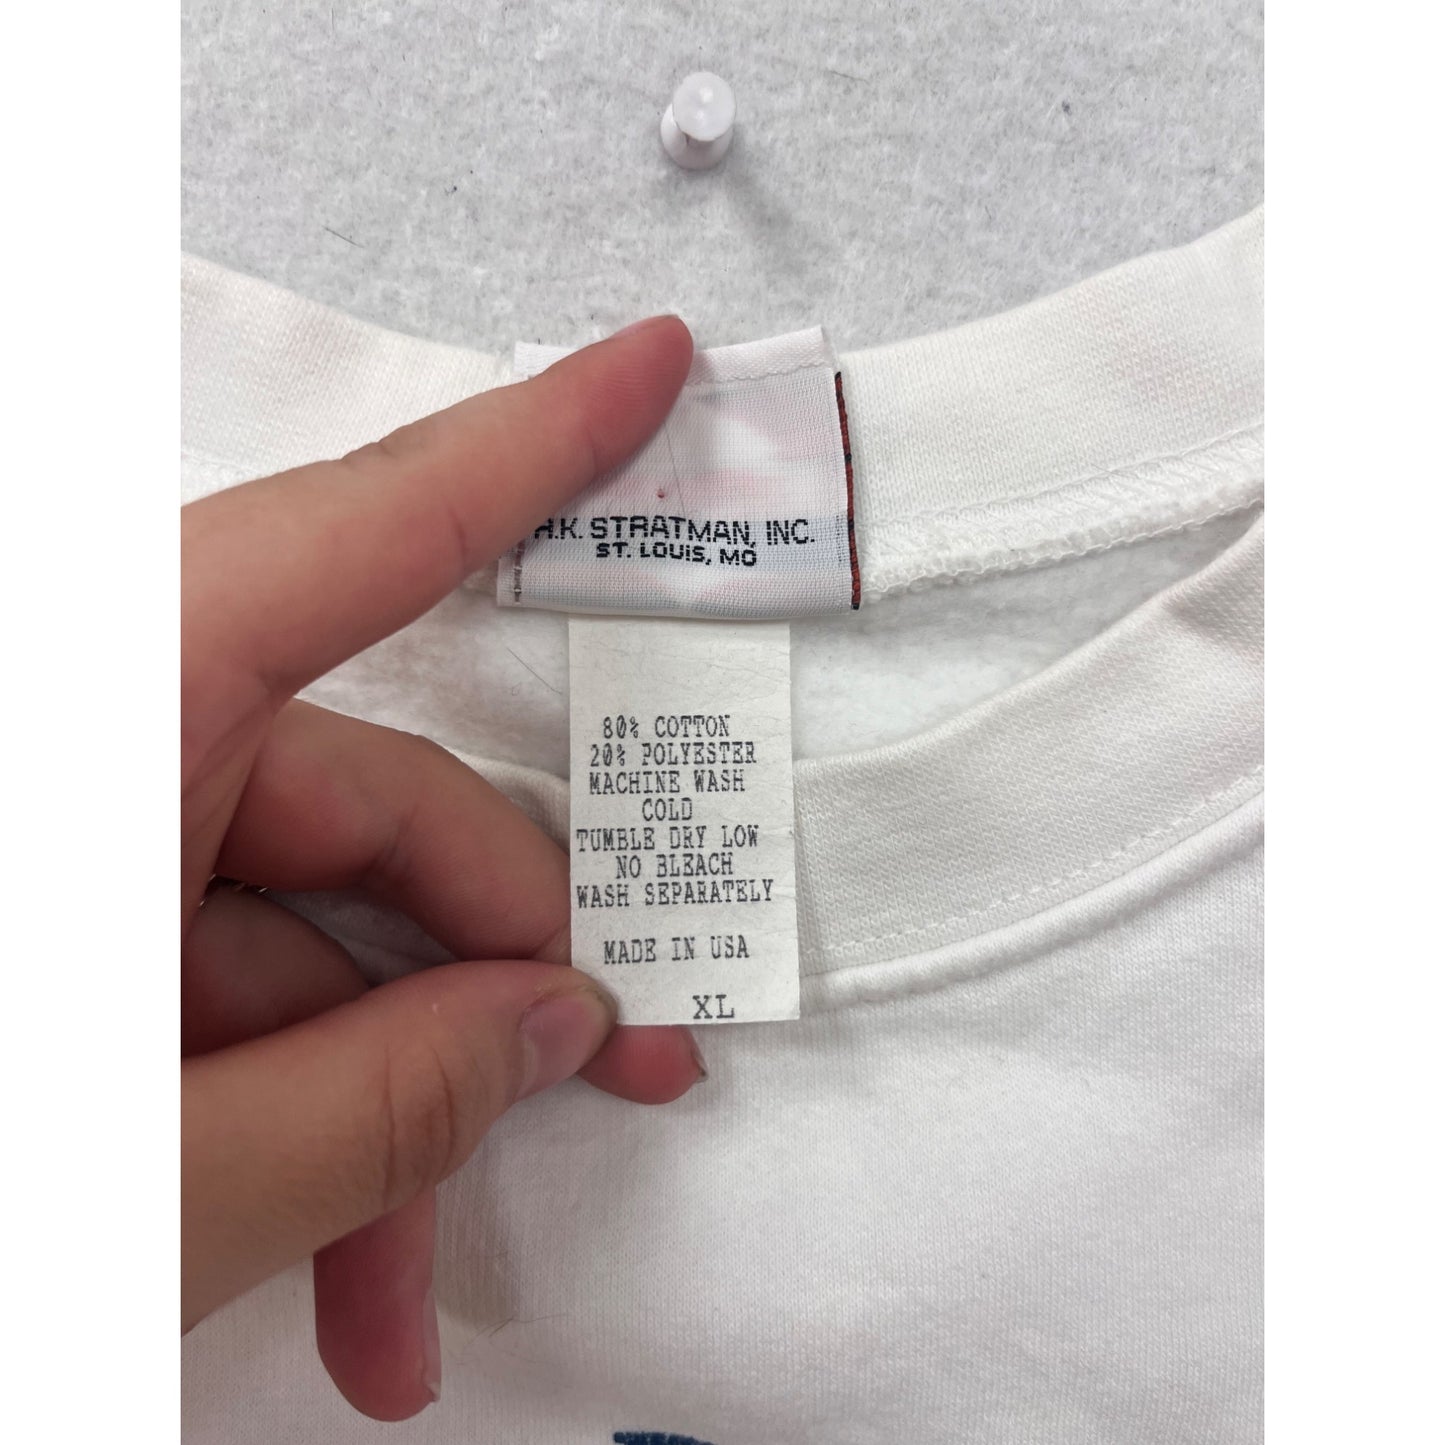 H.K. STRATMAN, INC.
ST. LOUIS, MO
80% COTTON
20% POLYESTER
MACHINE WASH
COLD
TUMBLE DRY LOW
NO BLEACH
WASH SEPARATELY
MADE IN USA
XL